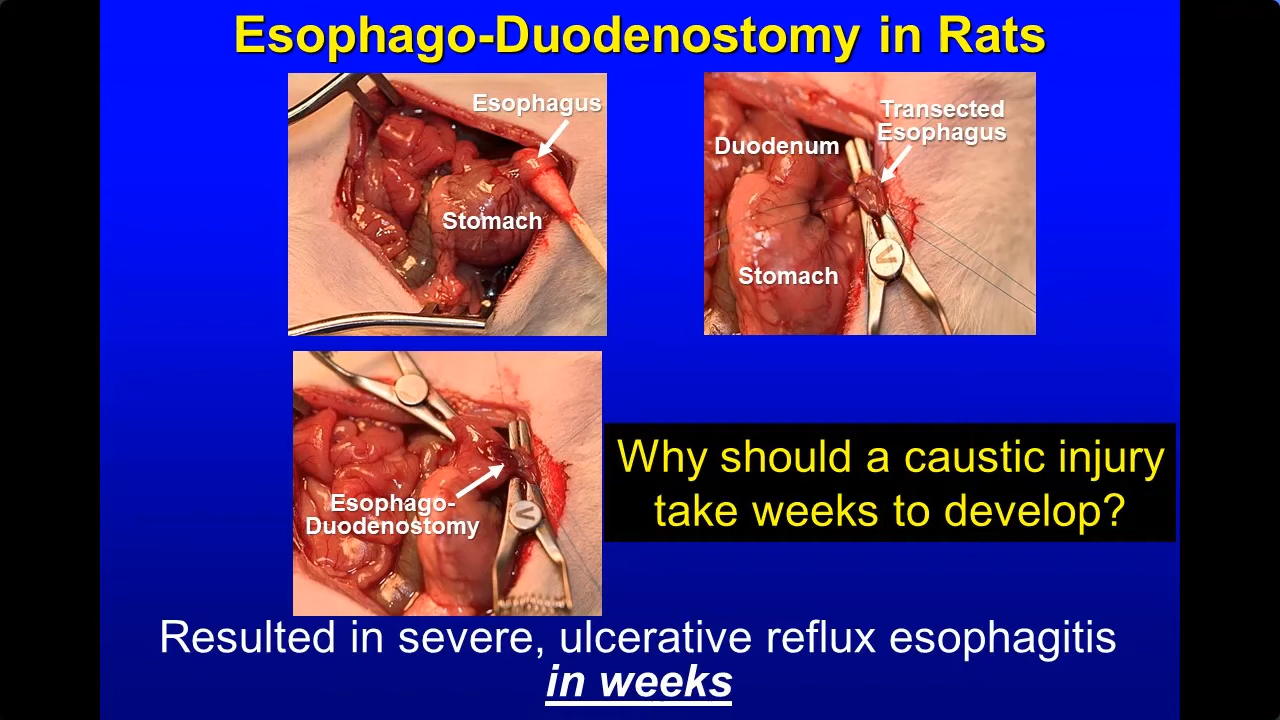 Esophago-Duodenostomy in Rats
Esophagus
Stomach
Transected
Esophagus
Duodenum
Stomach
Esophago-
Duodenostomy
V
V
Why should a caustic injury
take weeks to develop?
Resulted in severe, ulcerative reflux esophagitis
in weeks